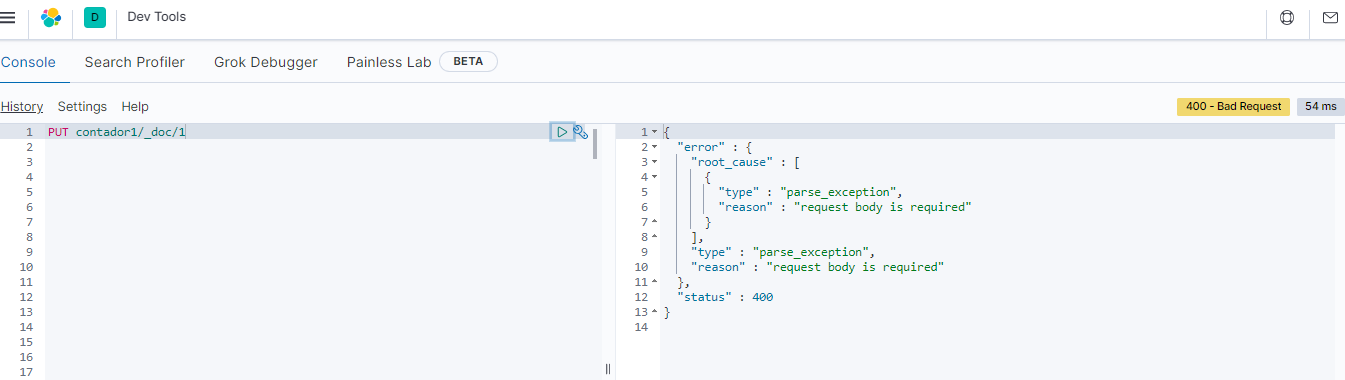 D Dev Tools
Console Search Profiler Grok Debugger Painless Lab BETA
History Settings Help 400 - Bad Request 54 ms
1 PUT contador1/_doc/1
2
3
4
5
6
7
8
9
10
11
12
13
14
15
16
17
1 {
2 "error" : {
3 "root_cause" : [
4 {
5 "type" : "parse_exception",
6 "reason" : "request body is required"
7 }
8 ],
9 "type" : "parse_exception",
10 "reason" : "request body is required"
11 },
12 "status" : 400
13 }
14